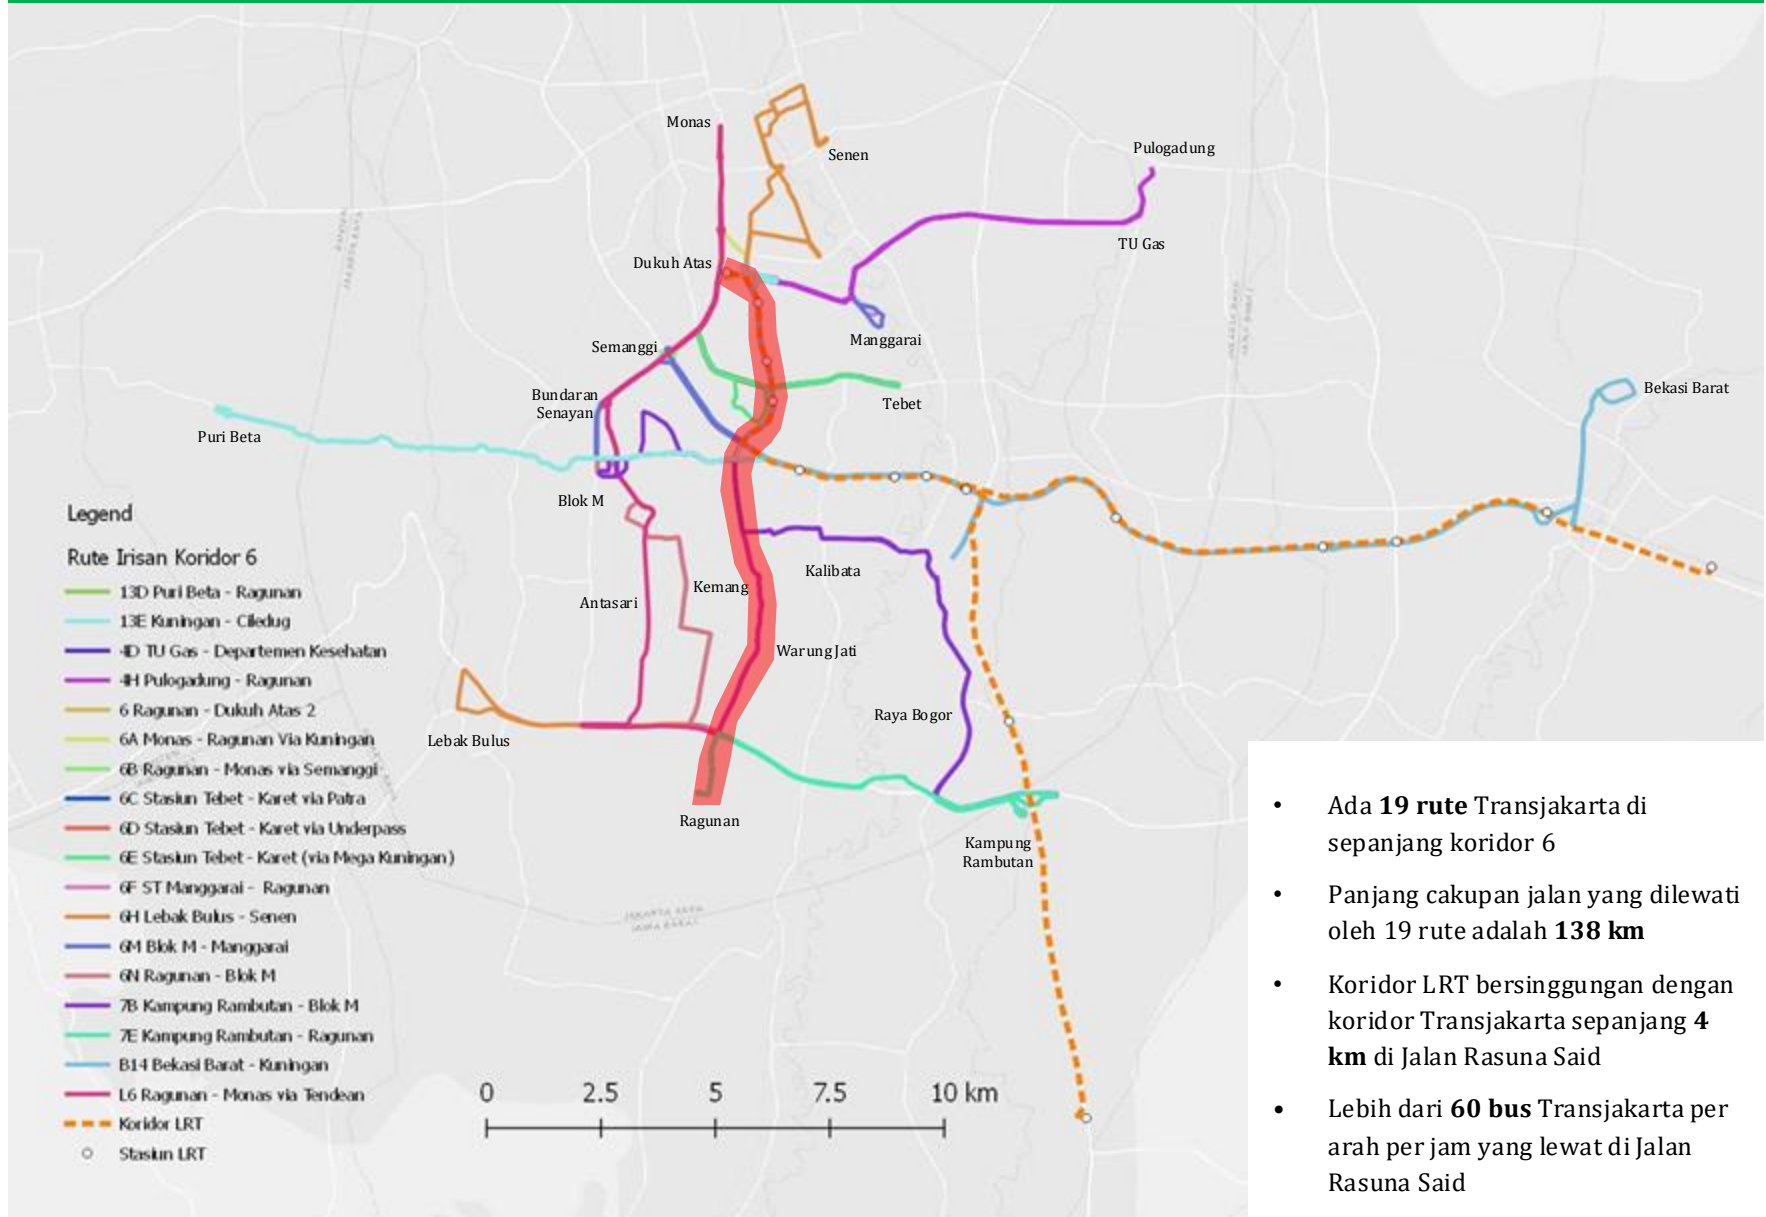 Monas
Senen
Pulogadung
TU Gas
Dukuh Atas
Manggarai
Semanggi
Bundaran
Senayan
Tebet
Bekasi Barat
Puri Beta
Blok M
Kalibata
Kemang
Antasari
Warung Jati
Raya Bogor
Lebak Bulus
Ragunan
Kampung
Rambutan
JAKARTA RAYA
JAWA BARAT
Legend
Rute Irisan Koridor 6
13D Puri Beta - Ragunan
13E Kuningan - Ciledug
4D TU Gas - Departemen Kesehatan
4H Pulogadung - Ragunan
6 Ragunan - Dukuh Atas 2
6A Monas - Ragunan Via Kuningan
6B Ragunan - Monas via Semanggi
6C Stasiun Tebet - Karet via Patra
6D Stasiun Tebet - Karet via Underpass
6E Stasiun Tebet - Karet (via Mega Kuningan)
6F ST Manggarai - Ragunan
6H Lebak Bulus - Senen
6M Blok M - Manggarai
6N Ragunan - Blok M
7B Kampung Rambutan - Blok M
7E Kampung Rambutan - Ragunan
B14 Bekasi Barat - Kuningan
L6 Ragunan - Monas via Tendean
Koridor LRT
Stasiun LRT
0 2.5 5 7.5 10 km
• Ada 19 rute Transjakarta di
sepanjang koridor 6
• Panjang cakupan jalan yang dilewati
oleh 19 rute adalah 138 km
• Koridor LRT bersinggungan dengan
koridor Transjakarta sepanjang 4
km di Jalan Rasuna Said
• Lebih dari 60 bus Transjakarta per
arah per jam yang lewat di Jalan
Rasuna Said